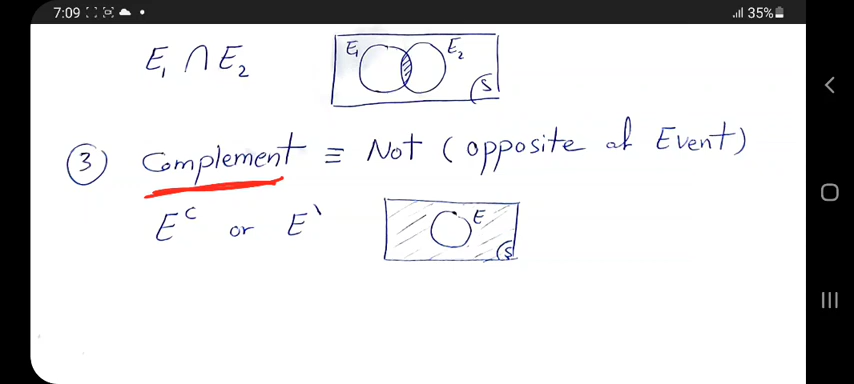 7:09 35%
E₁ ∩ E₂
E₁ E₂ S
③ Complement ≡ Not (opposite of Event)
Eᶜ or E'
E S